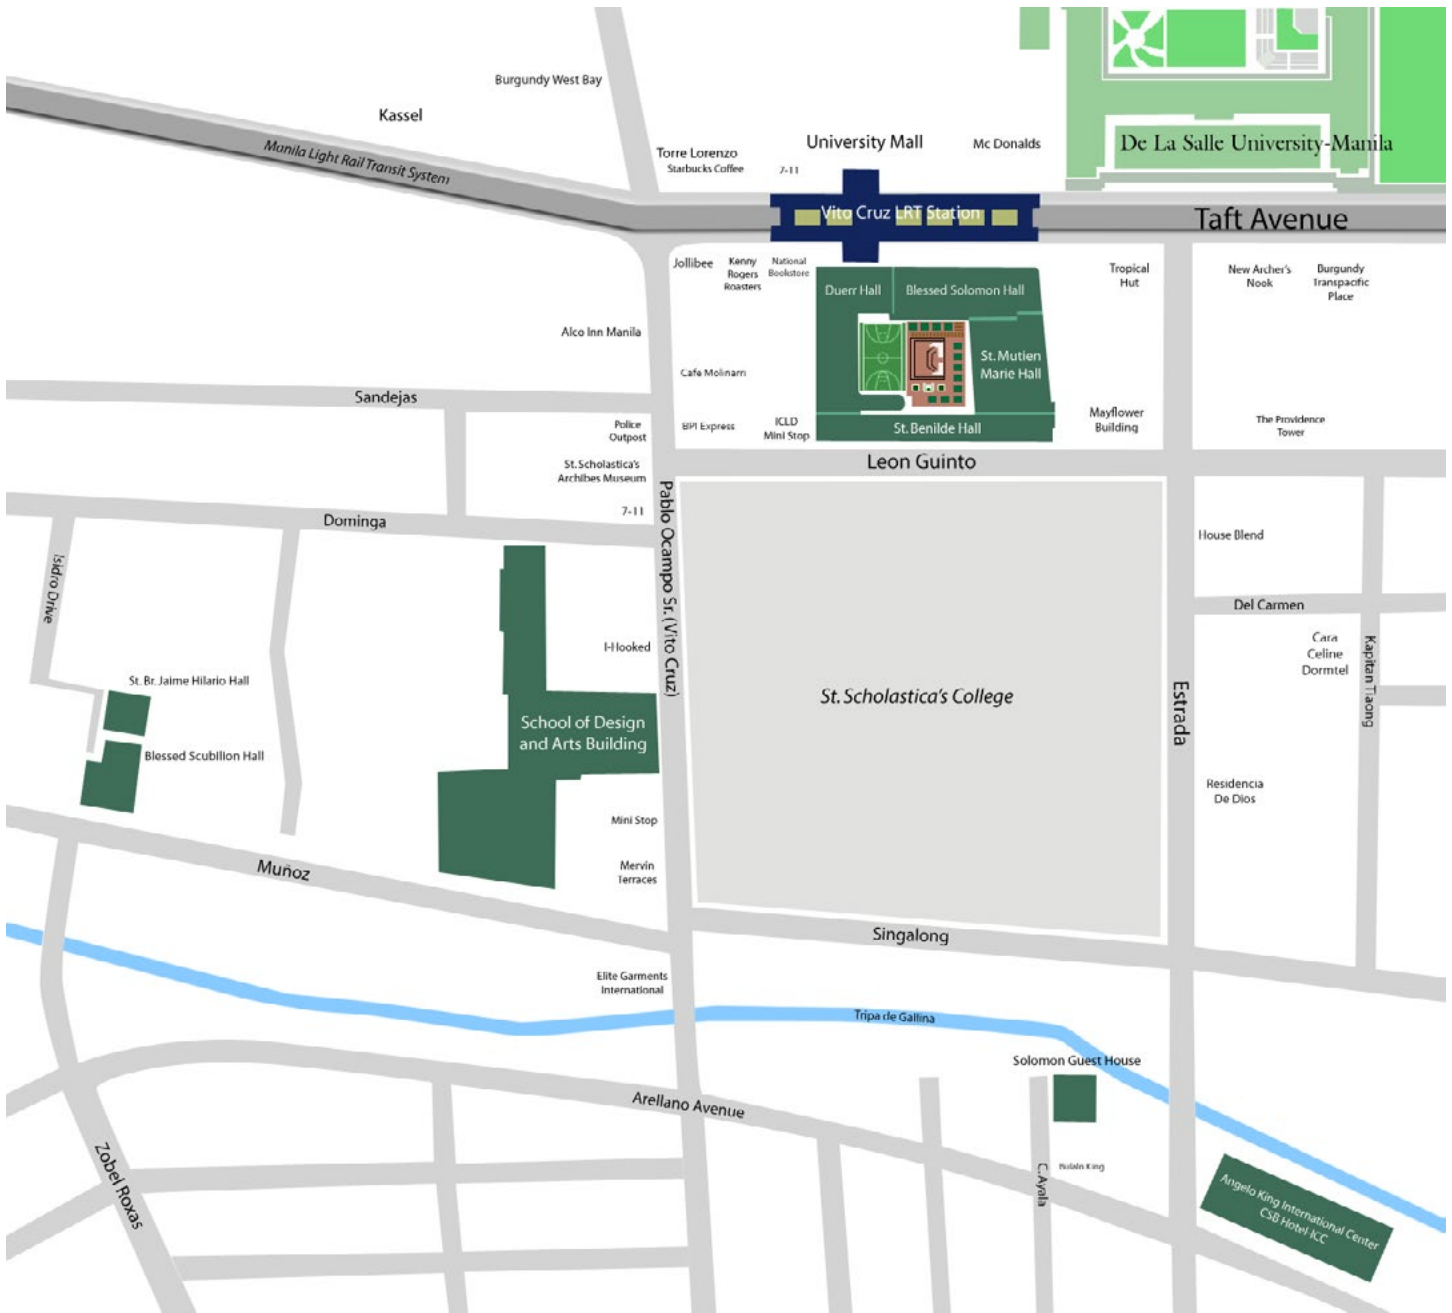 Burgundy West Bay
Kassel
Manila Light Rail Transit System
Torre Lorenzo
Starbucks Coffee
7-11
University Mall
Mc Donalds
De La Salle University-Manila
Vito Cruz LRT Station
Taft Avenue
Jollibee
Kenny
Rogers
Roasters
National
Bookstore
Duerr Hall
Blessed Solomon Hall
Tropical
Hut
New Archer's
Nook
Burgundy
Transpacific
Place
Alco Inn Manila
Cafe Molinarri
St. Mutien
Marie Hall
Sandejas
Police
Outpost
BPI Express
ICLD
Mini Stop
St. Benilde Hall
Mayflower
Building
The Providence
Tower
St. Scholastica's
Archibes Museum
Leon Guinto
7-11
Dominga
Pablo Ocampo Sr. (Vito Cruz)
House Blend
Isidro Drive
Del Carmen
I-Hooked
Cara
Celine
Dormtel
Kapitan Tiaong
St. Br. Jaime Hilario Hall
School of Design
and Arts Building
St. Scholastica's College
Estrada
Blessed Scubilion Hall
Residencia
De Dios
Mini Stop
Muñoz
Mervin
Terraces
Singalong
Elite Garments
International
Tripa de Gallina
Solomon Guest House
Arellano Avenue
Zobel Roxas
C. Ayala
Bulalo King
Angelo King International Center
CSB Hotel ICC